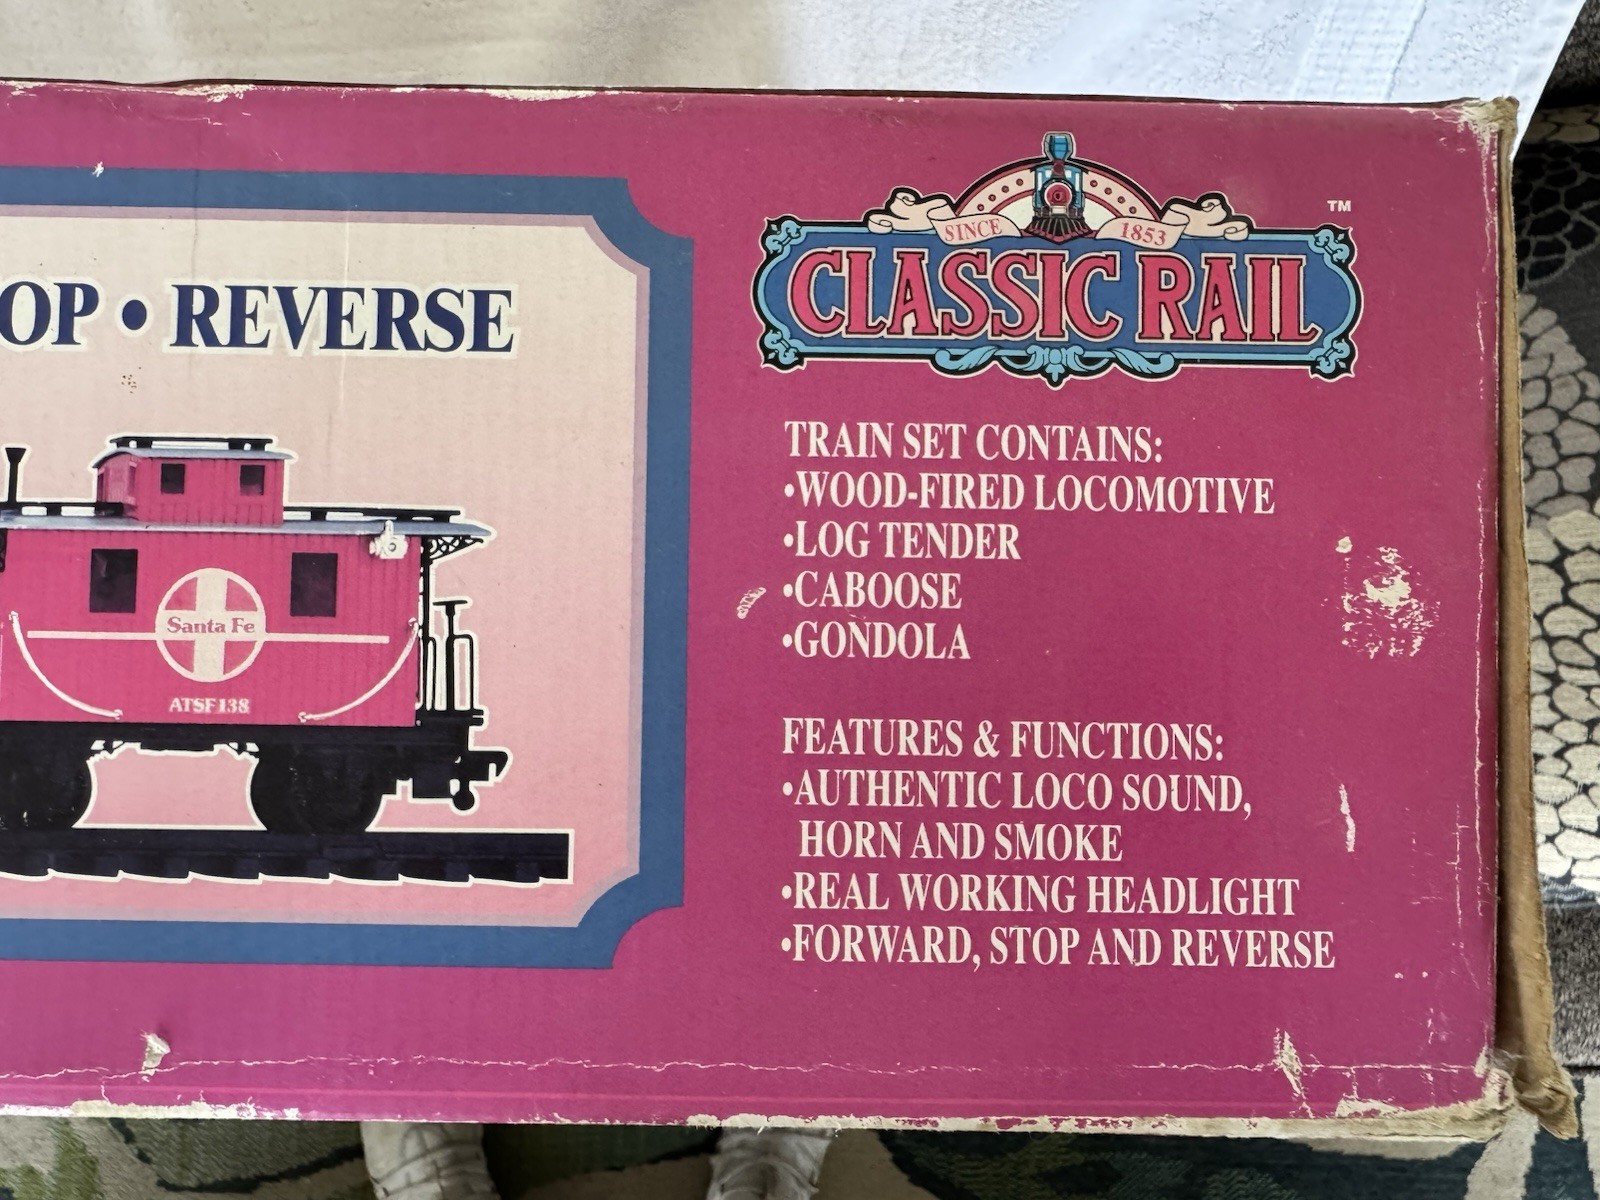 OP • REVERSE
Santa Fe
ATSF 138
SINCE 1853
TM
CLASSIC RAIL
TRAIN SET CONTAINS:
•WOOD-FIRED LOCOMOTIVE
•LOG TENDER
•CABOOSE
•GONDOLA
FEATURES & FUNCTIONS:
•AUTHENTIC LOCO SOUND,
HORN AND SMOKE
•REAL WORKING HEADLIGHT
•FORWARD, STOP AND REVERSE